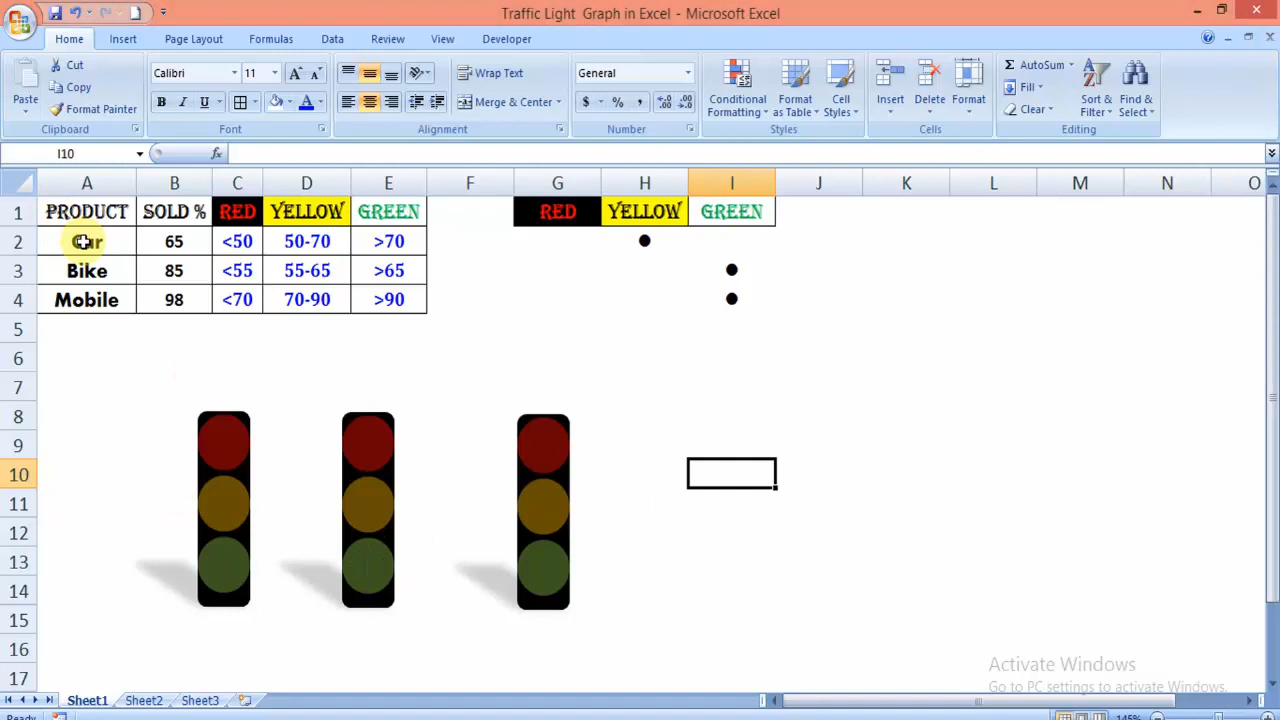 Traffic Light Graph in Excel - Microsoft Excel
Home Insert Page Layout Formulas Data Review View Developer
Paste Cut Copy Format Painter Clipboard
Calibri 11 A A B I U A Font
Wrap Text Merge & Center Alignment
General $ % , Number
Conditional Formatting Format as Table Cell Styles Styles
Insert Delete Format Cells
Σ AutoSum Fill Clear Sort & Filter Find & Select Editing
I10 fx
A B C D E F G H I J K L M N O
1 PRODUCT SOLD % RED YELLOW GREEN RED YELLOW GREEN
2 Car 65 <50 50-70 >70 ●
3 Bike 85 <55 55-65 >65 ●
4 Mobile 98 <70 70-90 >90 ●
5
6
7
8
9
10
11
12
13
14
15
16
17
Activate Windows
Go to PC settings to activate Windows.
Sheet1 Sheet2 Sheet3
Ready 145%